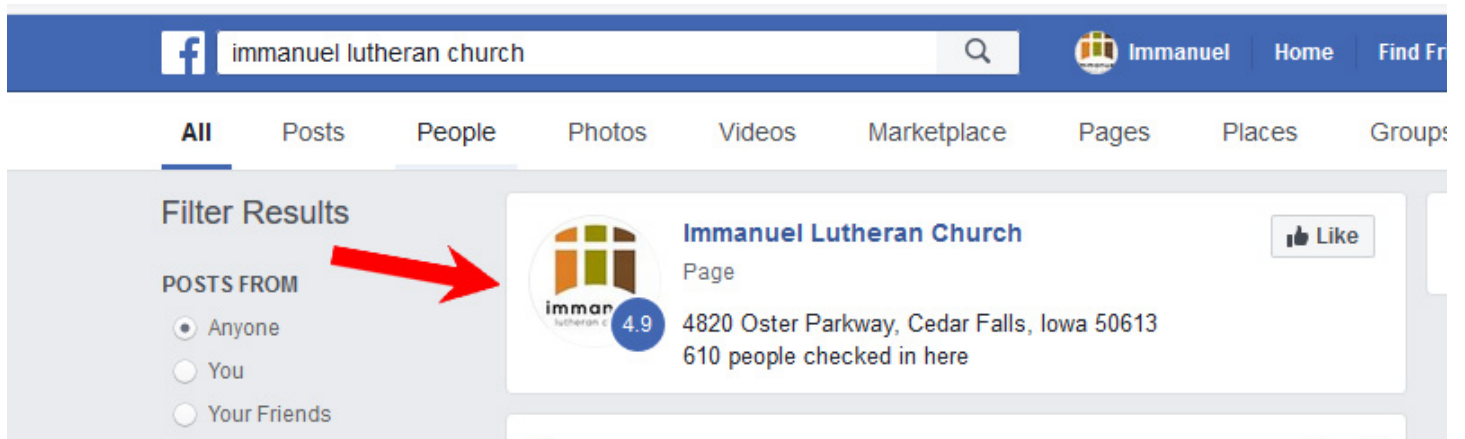 immanuel lutheran church
Immanuel Home Find Fr
All Posts People Photos Videos Marketplace Pages Places Groups
Filter Results
POSTS FROM
Anyone
You
Your Friends
imman
lutheran c
4.9
Immanuel Lutheran Church
Page
4820 Oster Parkway, Cedar Falls, Iowa 50613
610 people checked in here
Like